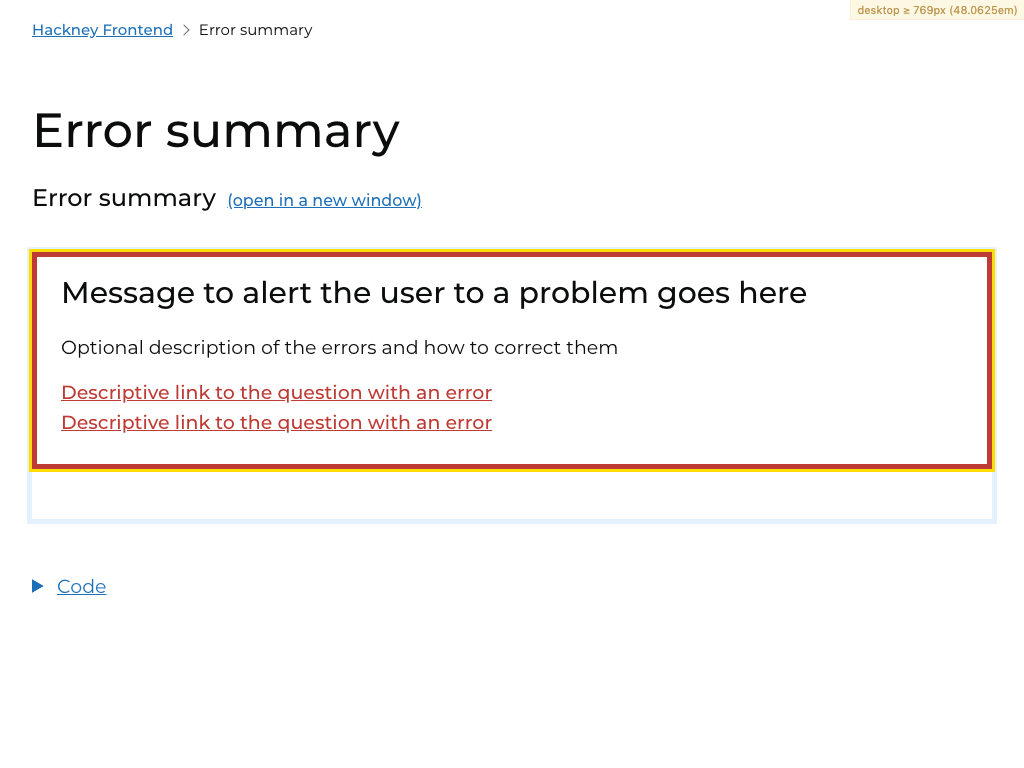 desktop ≥ 769px (48.0625em)
Hackney Frontend > Error summary
Error summary
Error summary (open in a new window)
Message to alert the user to a problem goes here
Optional description of the errors and how to correct them
Descriptive link to the question with an error
Descriptive link to the question with an error
Code